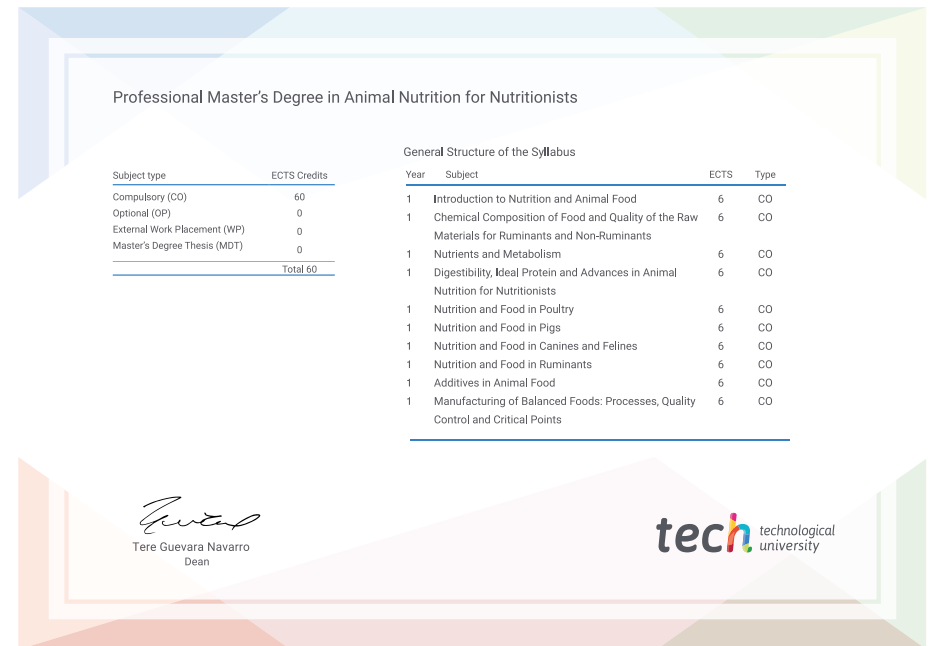 Professional Master's Degree in Animal Nutrition for Nutritionists
Subject type ECTS Credits
Compulsory (CO) 60
Optional (OP) 0
External Work Placement (WP) 0
Master's Degree Thesis (MDT) 0
Total 60
General Structure of the Syllabus
Year Subject ECTS Type
1 Introduction to Nutrition and Animal Food 6 CO
1 Chemical Composition of Food and Quality of the Raw 6 CO
Materials for Ruminants and Non-Ruminants
1 Nutrients and Metabolism 6 CO
1 Digestibility, Ideal Protein and Advances in Animal 6 CO
Nutrition for Nutritionists
1 Nutrition and Food in Poultry 6 CO
1 Nutrition and Food in Pigs 6 CO
1 Nutrition and Food in Canines and Felines 6 CO
1 Nutrition and Food in Ruminants 6 CO
1 Additives in Animal Food 6 CO
1 Manufacturing of Balanced Foods: Processes, Quality 6 CO
Control and Critical Points
Tere Guevara Navarro
Dean
tech technological
university